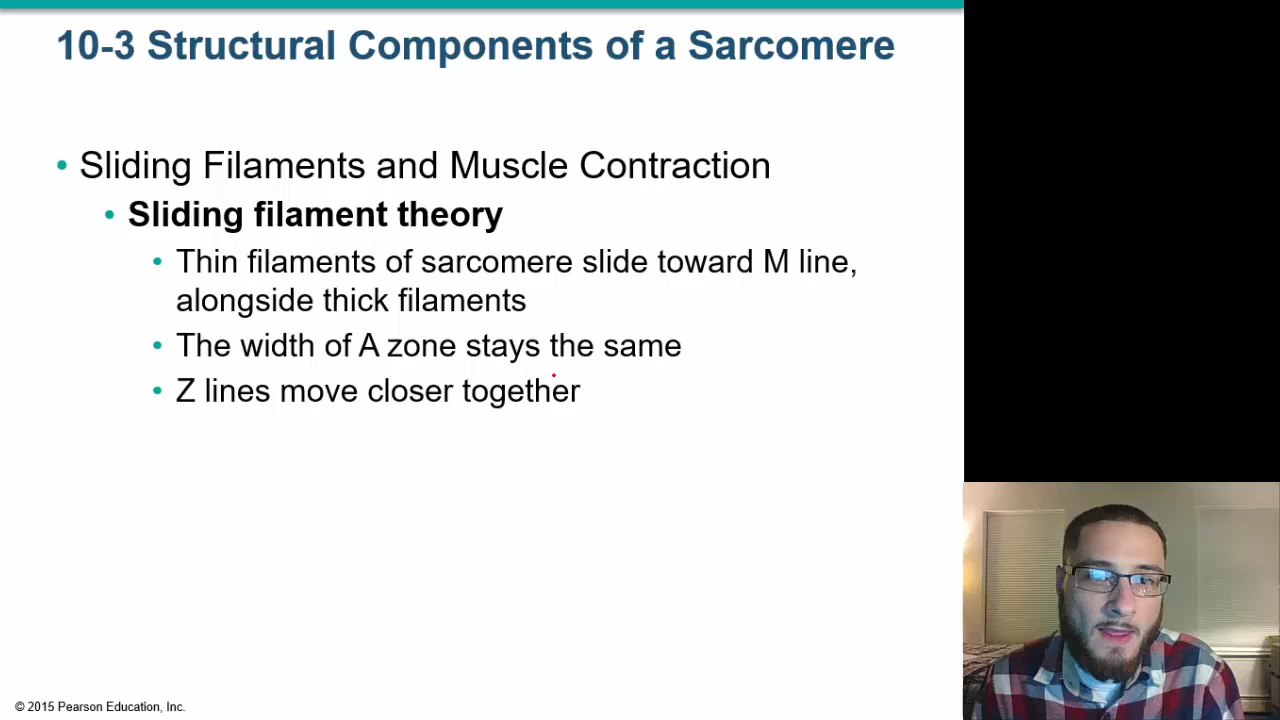 10-3 Structural Components of a Sarcomere
• Sliding Filaments and Muscle Contraction
• Sliding filament theory
• Thin filaments of sarcomere slide toward M line,
alongside thick filaments
• The width of A zone stays the same
• Z lines move closer together
© 2015 Pearson Education, Inc.